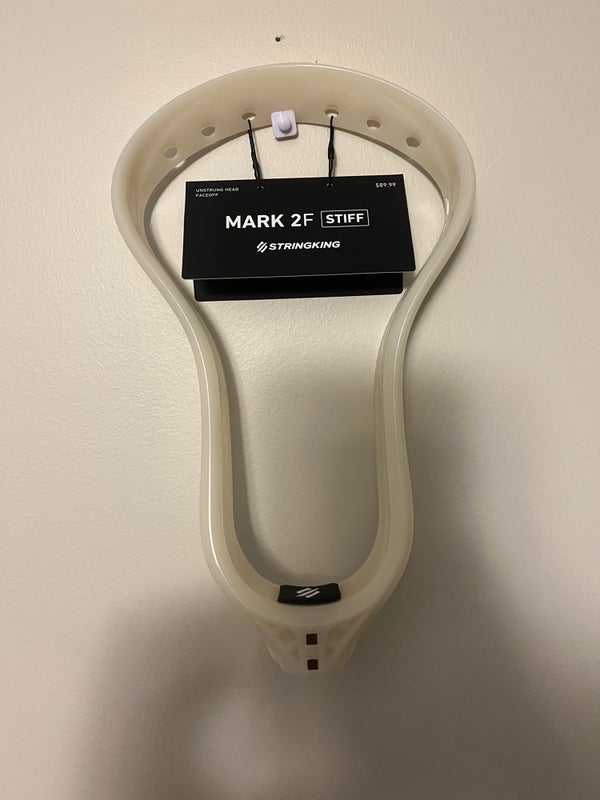 UNSTRUNG HEAD
FACEOFF
$89.99
MARK 2F STIFF
STRINGKING